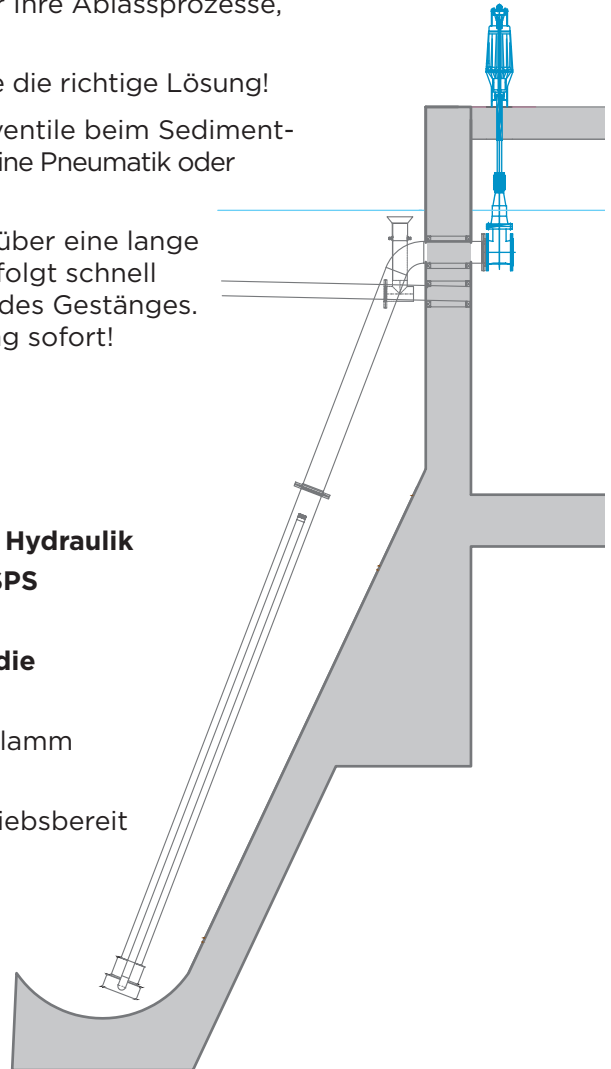 Ihre Ablassprozesse,
die richtige Lösung!
ventile beim Sediment-
ine Pneumatik oder
über eine lange
folgt schnell
des Gestänges.
g sofort!
Hydraulik
SPS
die
lamm
iebsbereit